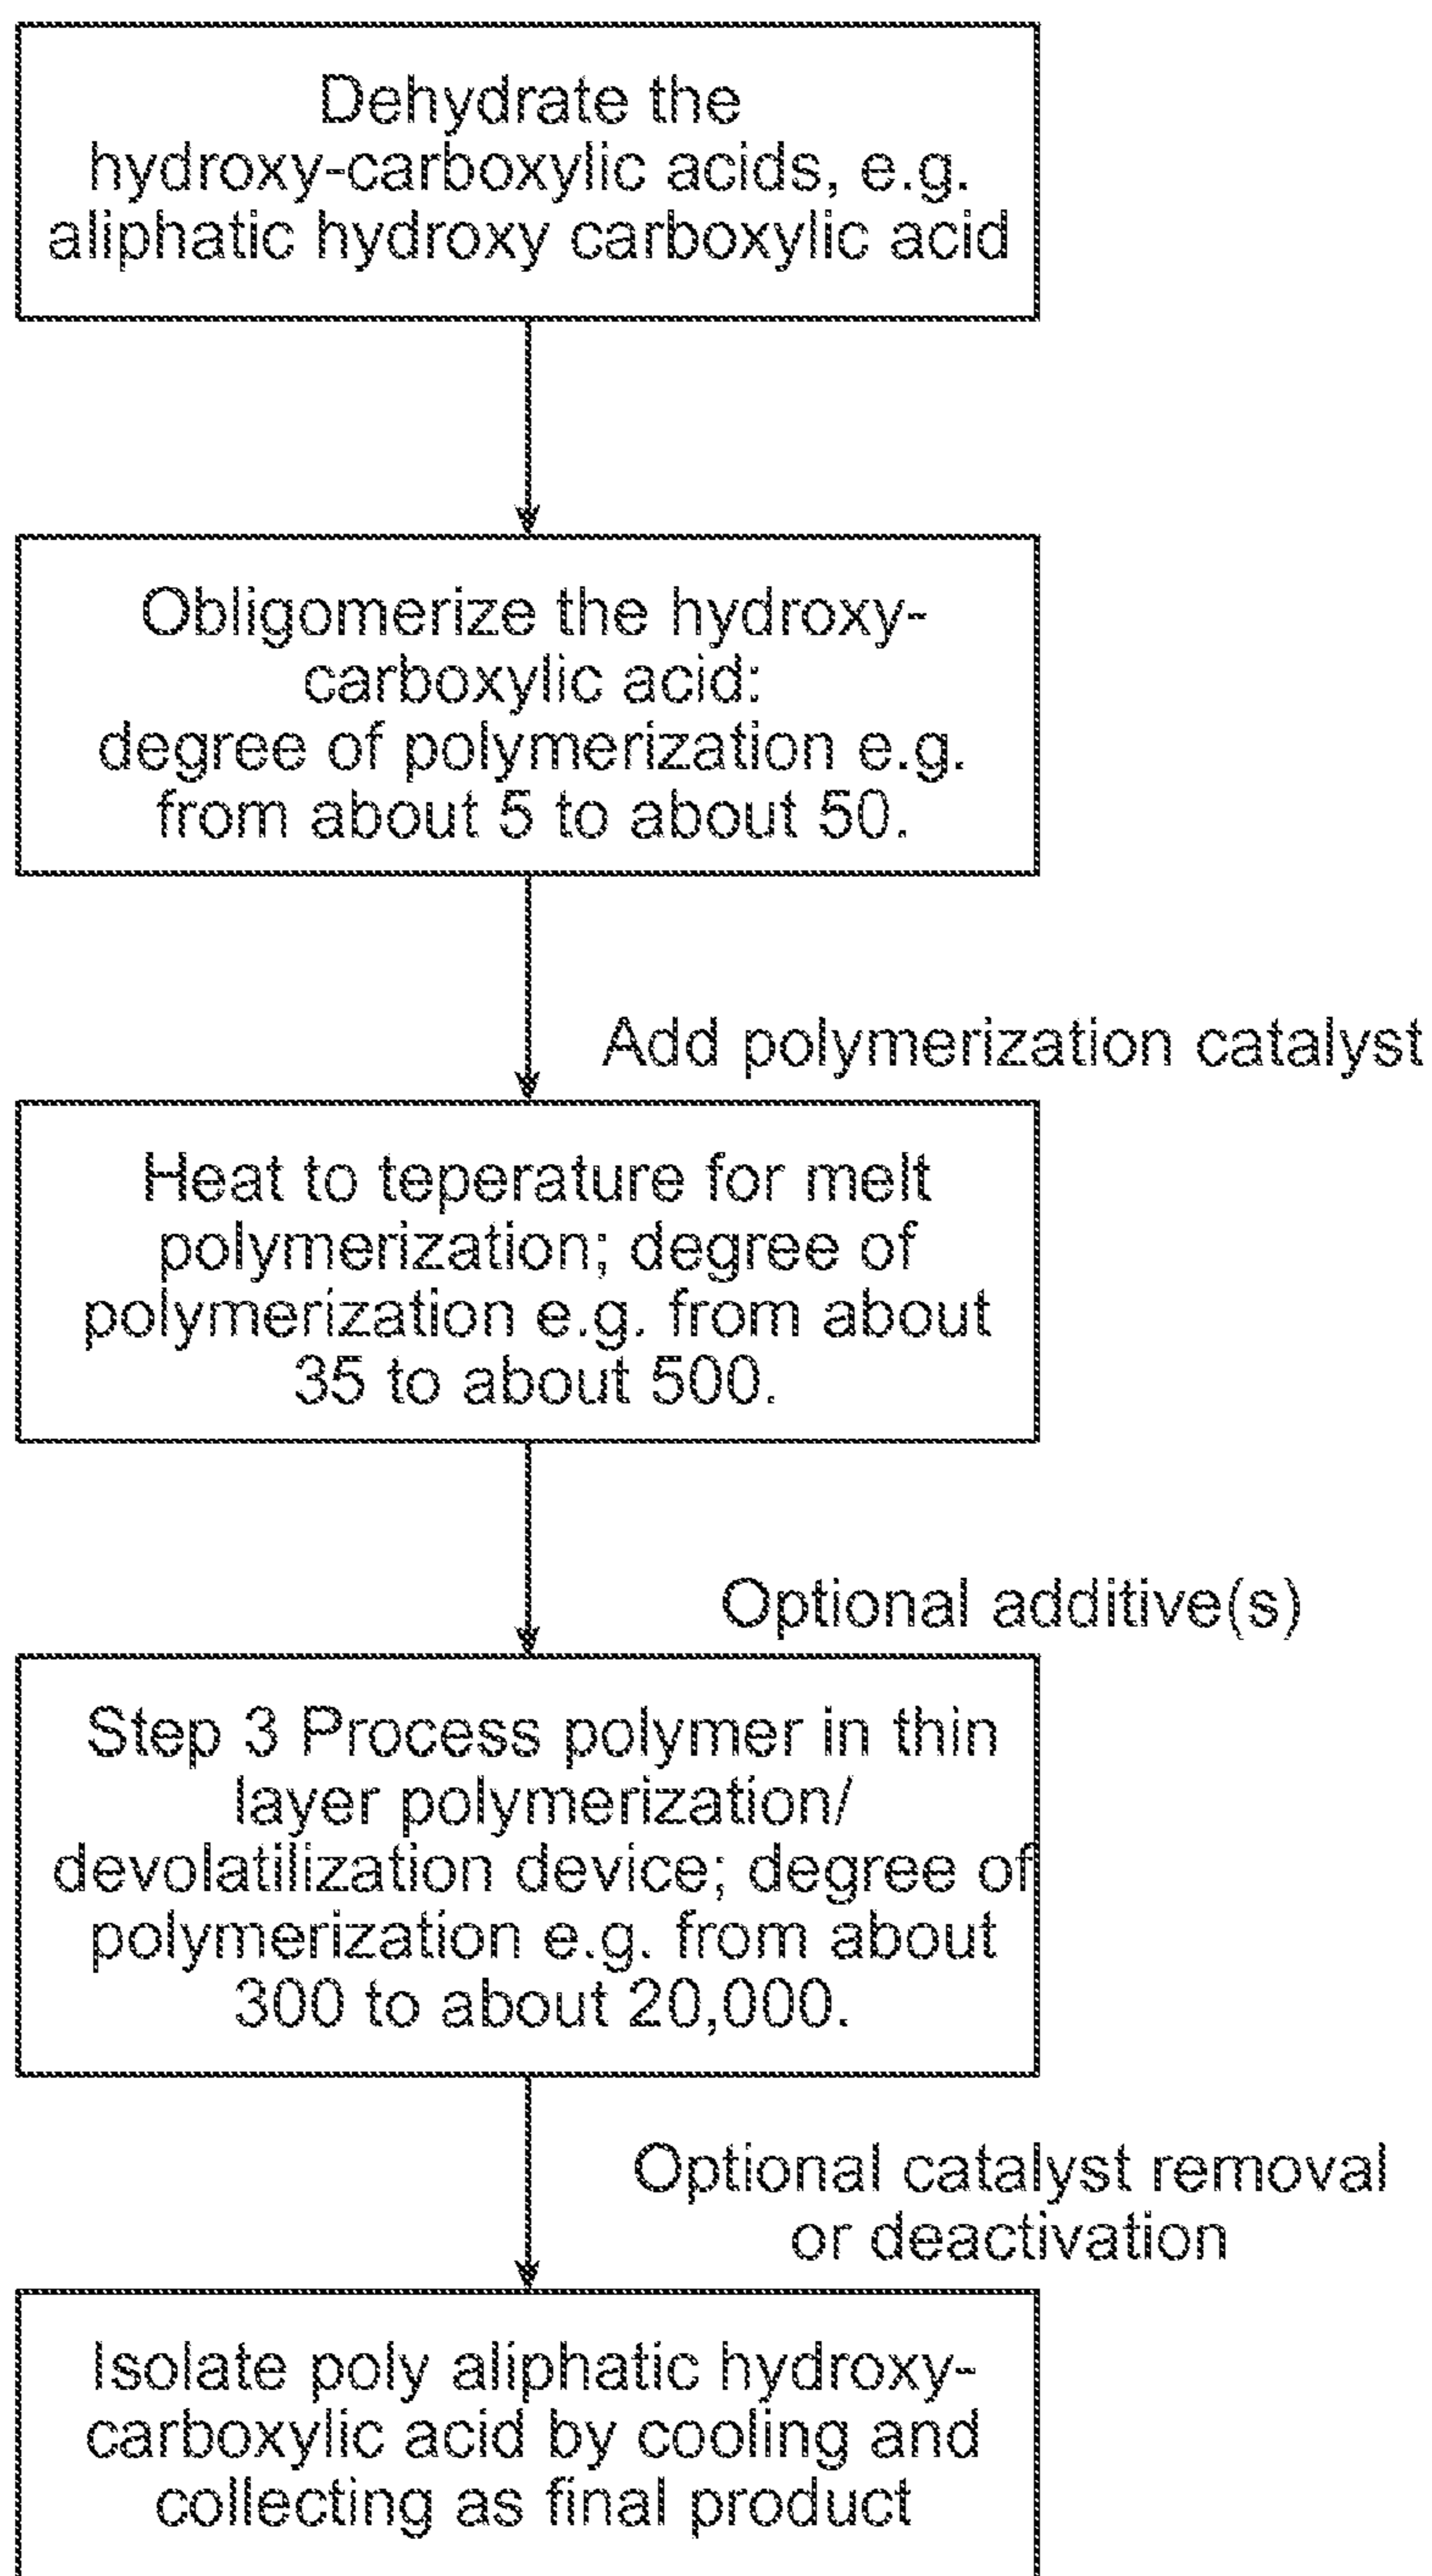 Dehydrate the
hydroxy-carboxylic acids, e.g.
aliphatic hydroxy carboxylic acid
Obligomerize the hydroxy-
carboxylic acid:
degree of polymerization e.g.
from about 5 to about 50.
Add polymerization catalyst
Heat to teperature for melt
polymerization; degree of
polymerization e.g. from about
35 to about 500.
Optional additive(s)
Step 3 Process polymer in thin
layer polymerization/
devolatilization device; degree of
polymerization e.g. from about
300 to about 20,000.
Optional catalyst removal
or deactivation
Isolate poly aliphatic hydroxy-
carboxylic acid by cooling and
collecting as final product